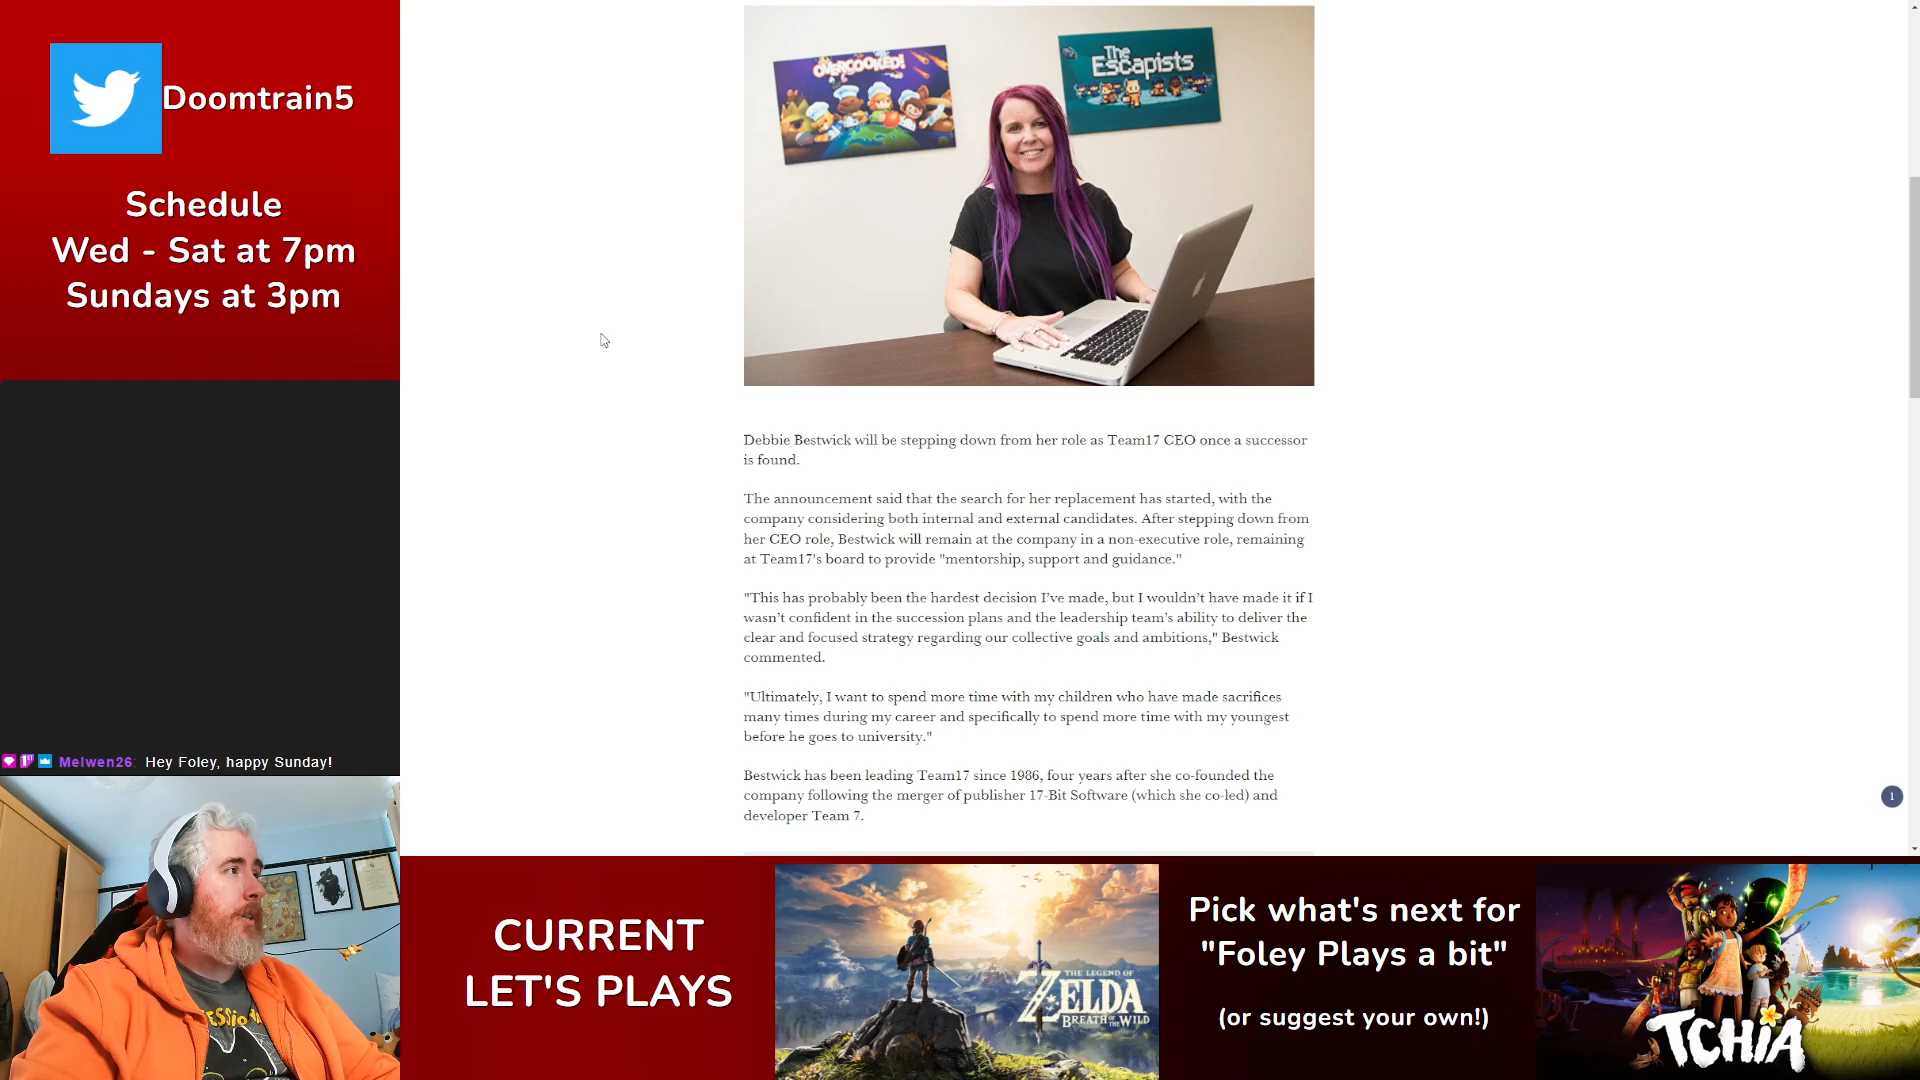 Doomtrain5
Schedule
Wed - Sat at 7pm
Sundays at 3pm
Melwen26: Hey Foley, happy Sunday!
OVERCOOKED!
The
Escapists
Debbie Bestwick will be stepping down from her role as Team17 CEO once a successor
is found.
The announcement said that the search for her replacement has started, with the
company considering both internal and external candidates. After stepping down from
her CEO role, Bestwick will remain at the company in a non-executive role, remaining
at Team17's board to provide "mentorship, support and guidance."
"This has probably been the hardest decision I've made, but I wouldn't have made it if I
wasn't confident in the succession plans and the leadership team's ability to deliver the
clear and focused strategy regarding our collective goals and ambitions," Bestwick
commented.
"Ultimately, I want to spend more time with my children who have made sacrifices
many times during my career and specifically to spend more time with my youngest
before he goes to university."
Bestwick has been leading Team17 since 1986, four years after she co-founded the
company following the merger of publisher 17-Bit Software (which she co-led) and
developer Team 7.
1
CURRENT
LET'S PLAYS
THE LEGEND OF
ZELDA
BREATH OF THE WILD
Pick what's next for
"Foley Plays a bit"
(or suggest your own!)
TCHIA